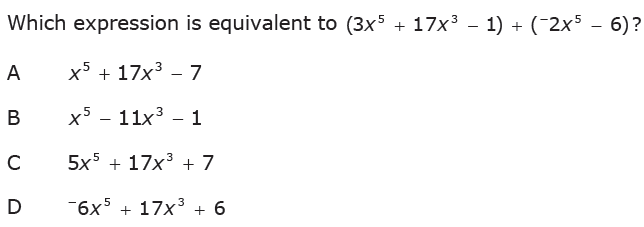 Which expression is equivalent to (3x⁵ + 17x³ – 1) + (⁻2x⁵ – 6)?
A x⁵ + 17x³ – 7
B x⁵ – 11x³ – 1
C 5x⁵ + 17x³ + 7
D ⁻6x⁵ + 17x³ + 6